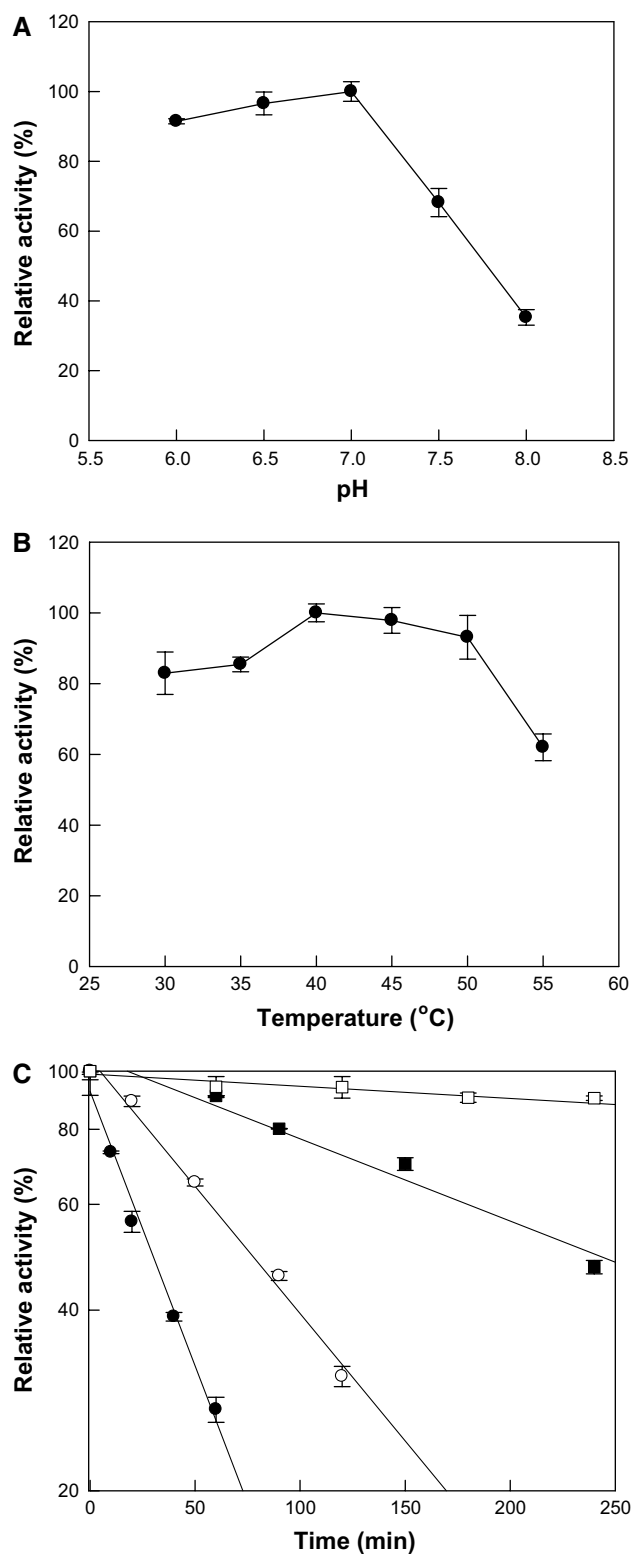 A
120
100
80
60
40
20
0
Relative activity (%)
5.5 6.0 6.5 7.0 7.5 8.0 8.5
pH
B
120
100
80
60
40
20
0
Relative activity (%)
25 30 35 40 45 50 55 60
Temperature (°C)
C
100
80
60
40
20
Relative activity (%)
0 50 100 150 200 250
Time (min)